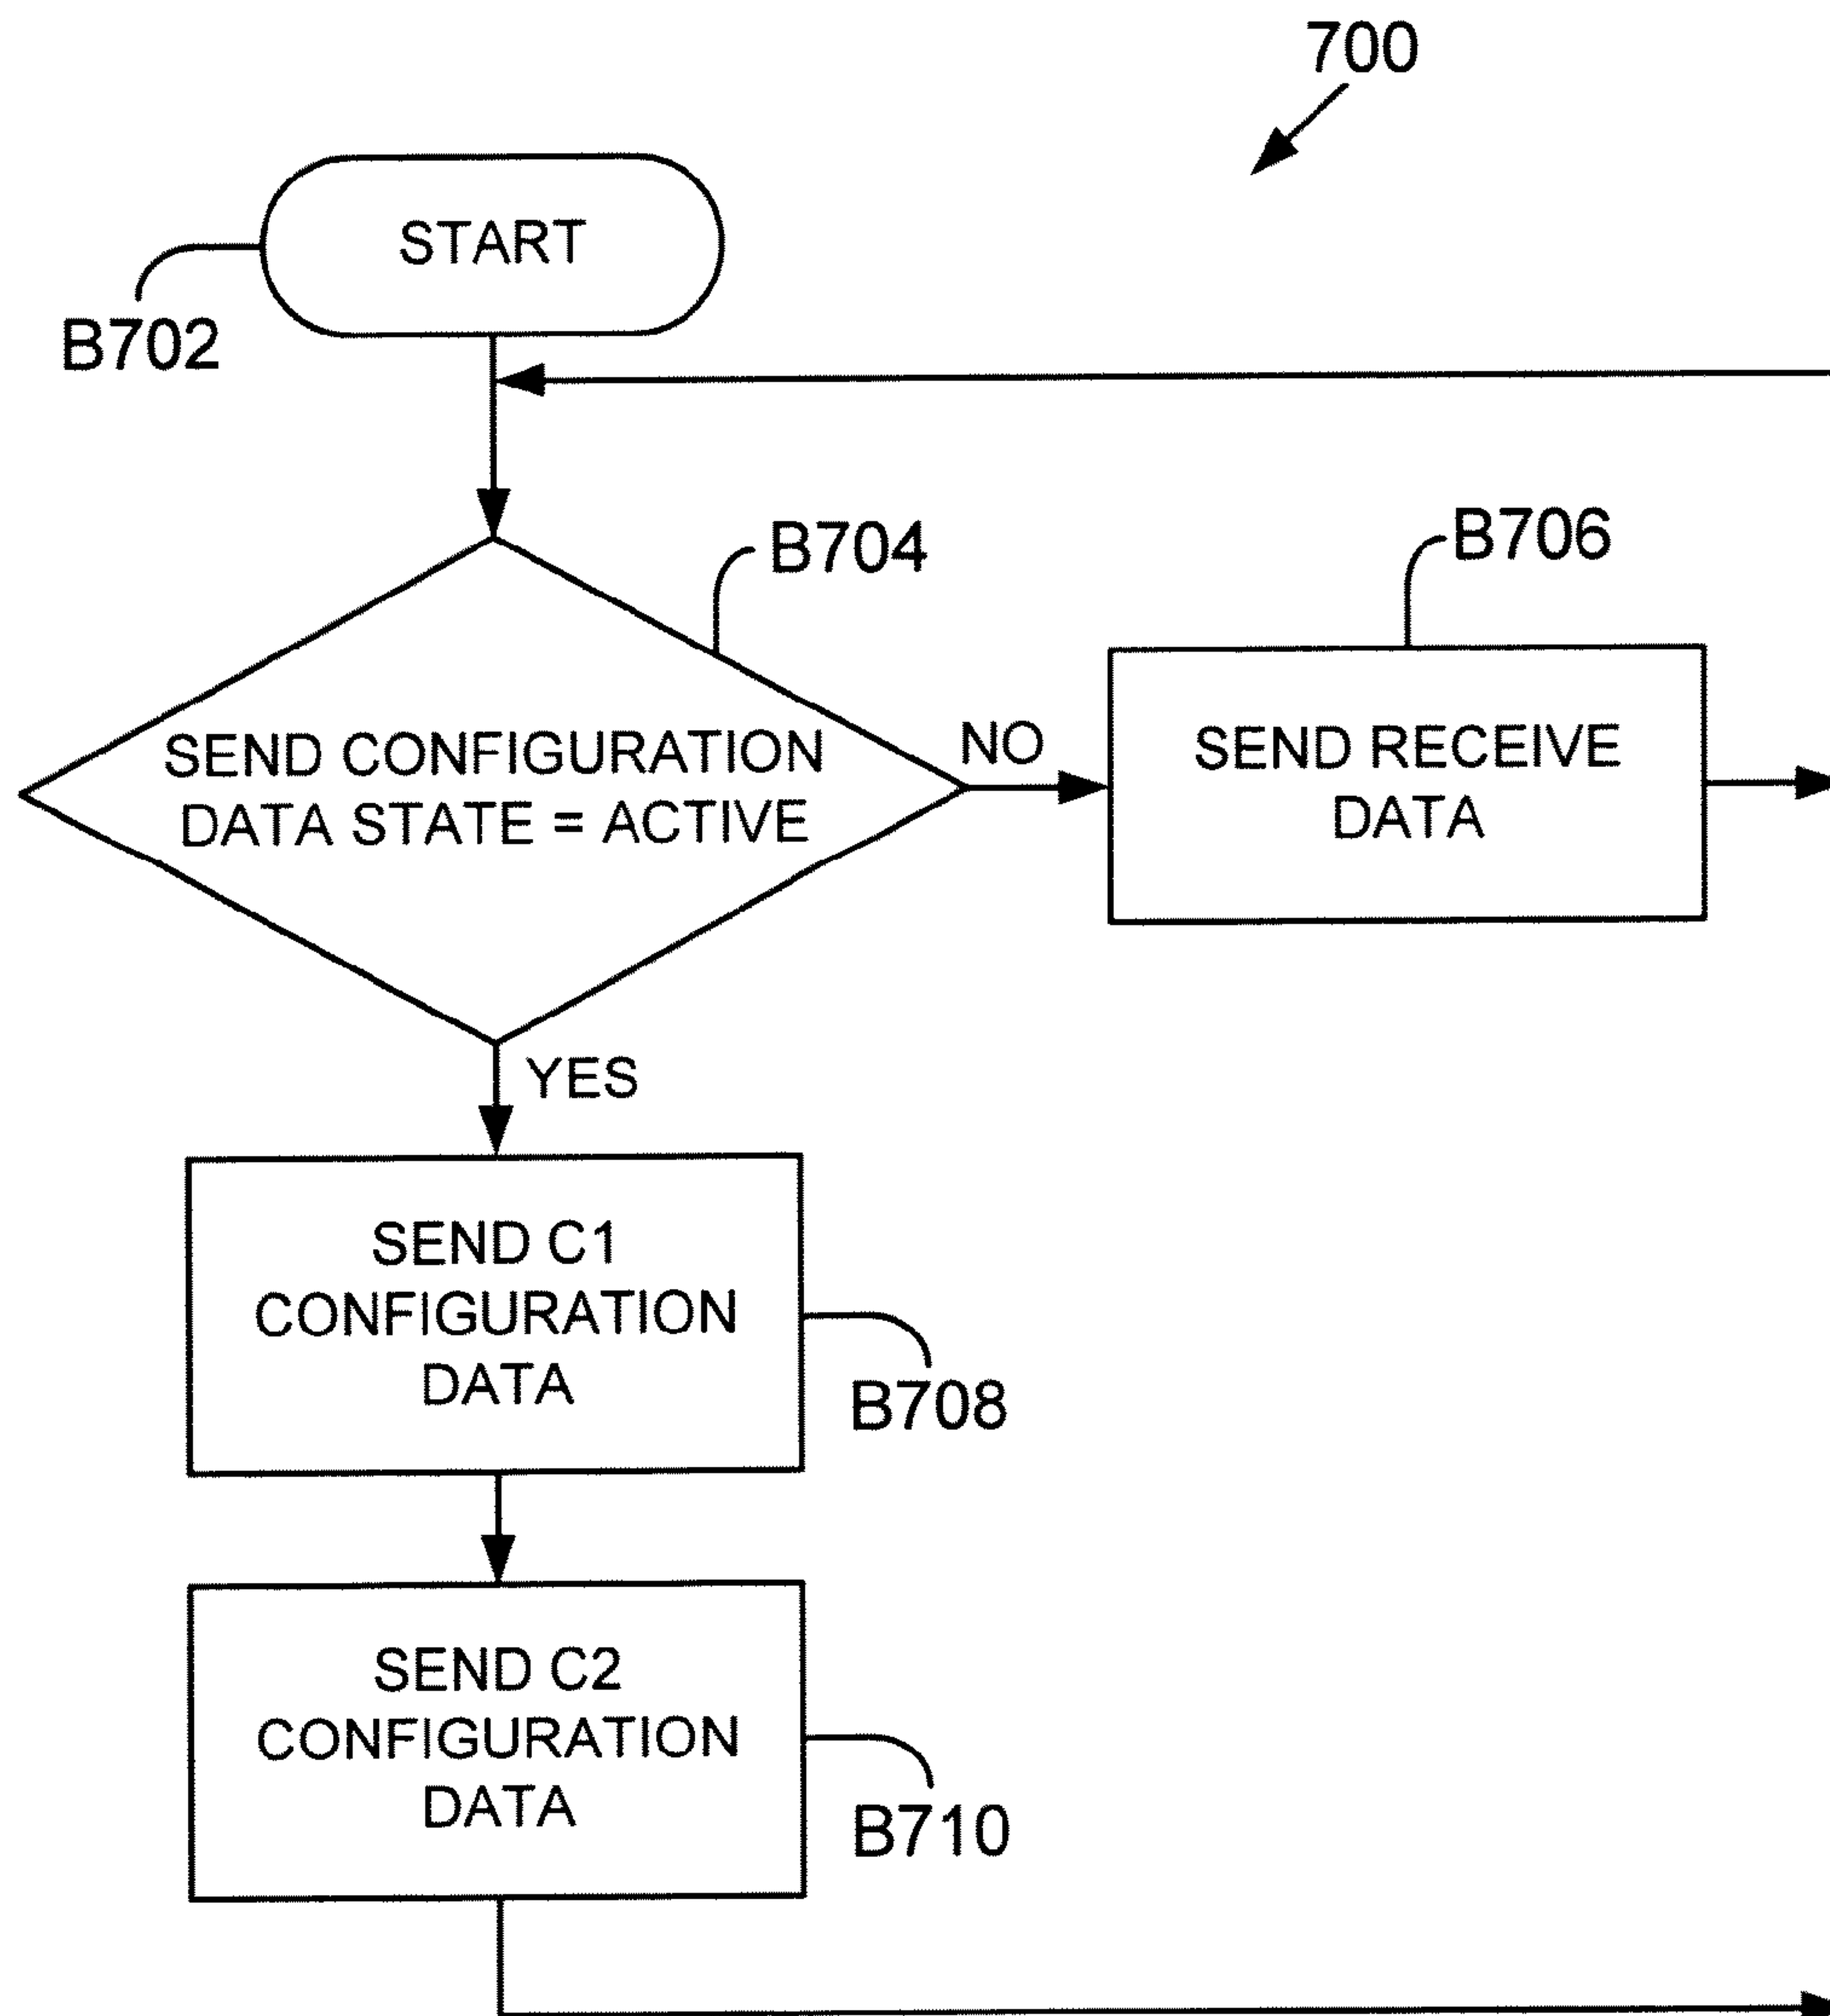 700
START
B702
B704
B706
SEND CONFIGURATION
DATA STATE = ACTIVE
NO
SEND RECEIVE
DATA
YES
SEND C1
CONFIGURATION
DATA
B708
SEND C2
CONFIGURATION
DATA
B710